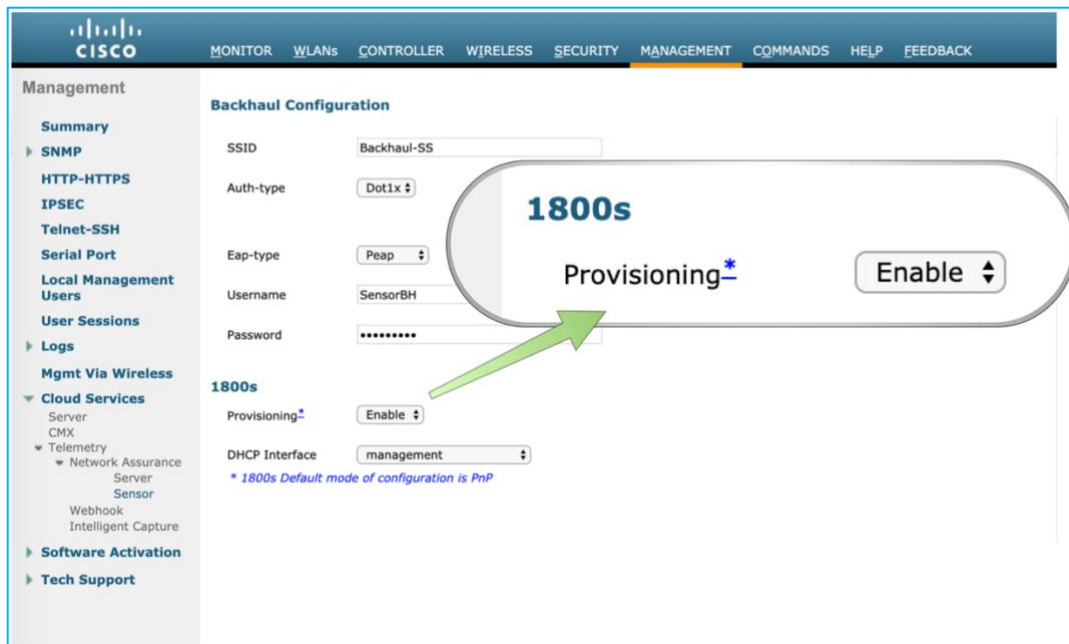 CISCO
MONITOR WLANs CONTROLLER WIRELESS SECURITY MANAGEMENT COMMANDS HELP FEEDBACK
Management
Summary
SNMP
HTTP-HTTPS
IPSEC
Telnet-SSH
Serial Port
Local Management
Users
User Sessions
Logs
Mgmt Via Wireless
Cloud Services
Server
CMX
Telemetry
Network Assurance
Server
Sensor
Webhook
Intelligent Capture
Software Activation
Tech Support
Backhaul Configuration
SSID Backhaul-SS
Auth-type Dot1x
Eap-type Peap
Username SensorBH
Password •••••••••
1800s
Provisioning* Enable
DHCP Interface management
* 1800s Default mode of configuration is PnP
1800s
Provisioning* Enable